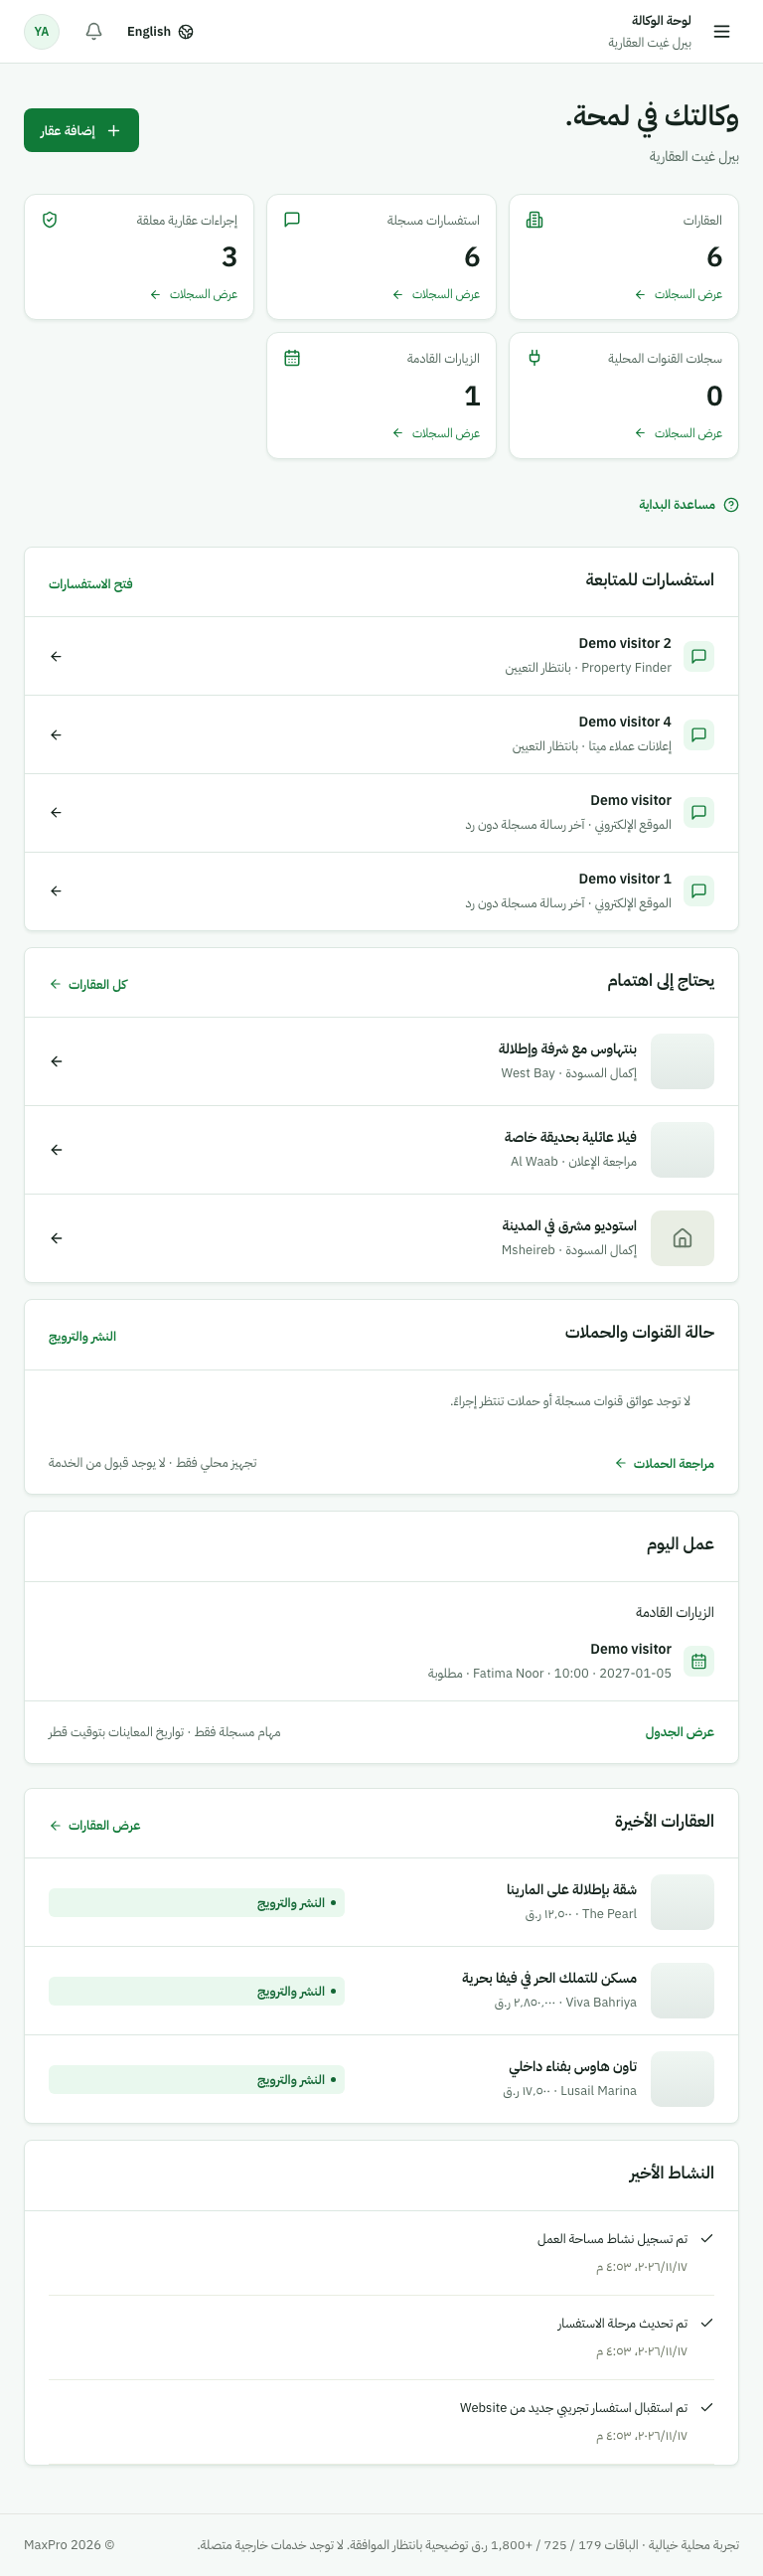 لوحة الوكالة
بيرل غيت العقارية
English
YA
وكالتك في لمحة.
بيرل غيت العقارية
إضافة عقار
العقارات
6
عرض السجلات
استفسارات مسجلة
6
عرض السجلات
إجراءات عقارية معلقة
3
عرض السجلات
سجلات القنوات المحلية
0
عرض السجلات
الزيارات القادمة
1
عرض السجلات
مساعدة البداية
استفسارات للمتابعة
فتح الاستفسارات
Demo visitor 2
Property Finder · بانتظار التعيين
Demo visitor 4
إعلانات عملاء ميتا · بانتظار التعيين
Demo visitor
الموقع الإلكتروني · آخر رسالة مسجلة دون رد
Demo visitor 1
الموقع الإلكتروني · آخر رسالة مسجلة دون رد
يحتاج إلى اهتمام
كل العقارات
بنتهاوس مع شرفة وإطلالة
إكمال المسودة · West Bay
فيلا عائلية بحديقة خاصة
مراجعة الإعلان · Al Waab
استوديو مشرق في المدينة
إكمال المسودة · Msheireb
حالة القنوات والحملات
النشر والترويج
لا توجد عوائق قنوات مسجلة أو حملات تنتظر إجراءً.
مراجعة الحملات
تجهيز محلي فقط · لا يوجد قبول من الخدمة
عمل اليوم
الزيارات القادمة
Demo visitor
2027-01-05 · 10:00 · Fatima Noor · مطلوبة
عرض الجدول
مهام مسجلة فقط · تواريخ المعاينات بتوقيت قطر
العقارات الأخيرة
عرض العقارات
شقة بإطلالة على المارينا
The Pearl · ١٢,٥٠٠ ر.ق
النشر والترويج
مسكن للتملك الحر في فيفا بحرية
Viva Bahriya · ٢,٨٥٠,٠٠٠ ر.ق
النشر والترويج
تاون هاوس بفناء داخلي
Lusail Marina · ١٧,٥٠٠ ر.ق
النشر والترويج
النشاط الأخير
تم تسجيل نشاط مساحة العمل
٢٠٢٦/١١/١٧، ٤:٥٣ م
تم تحديث مرحلة الاستفسار
٢٠٢٦/١١/١٧، ٤:٥٣ م
تم استقبال استفسار تجريبي جديد من Website
٢٠٢٦/١١/١٧، ٤:٥٣ م
تجربة محلية خيالية · الباقات 179 / 725 / +1,800 ر.ق توضيحية بانتظار الموافقة. لا توجد خدمات خارجية متصلة.
© 2026 MaxPro